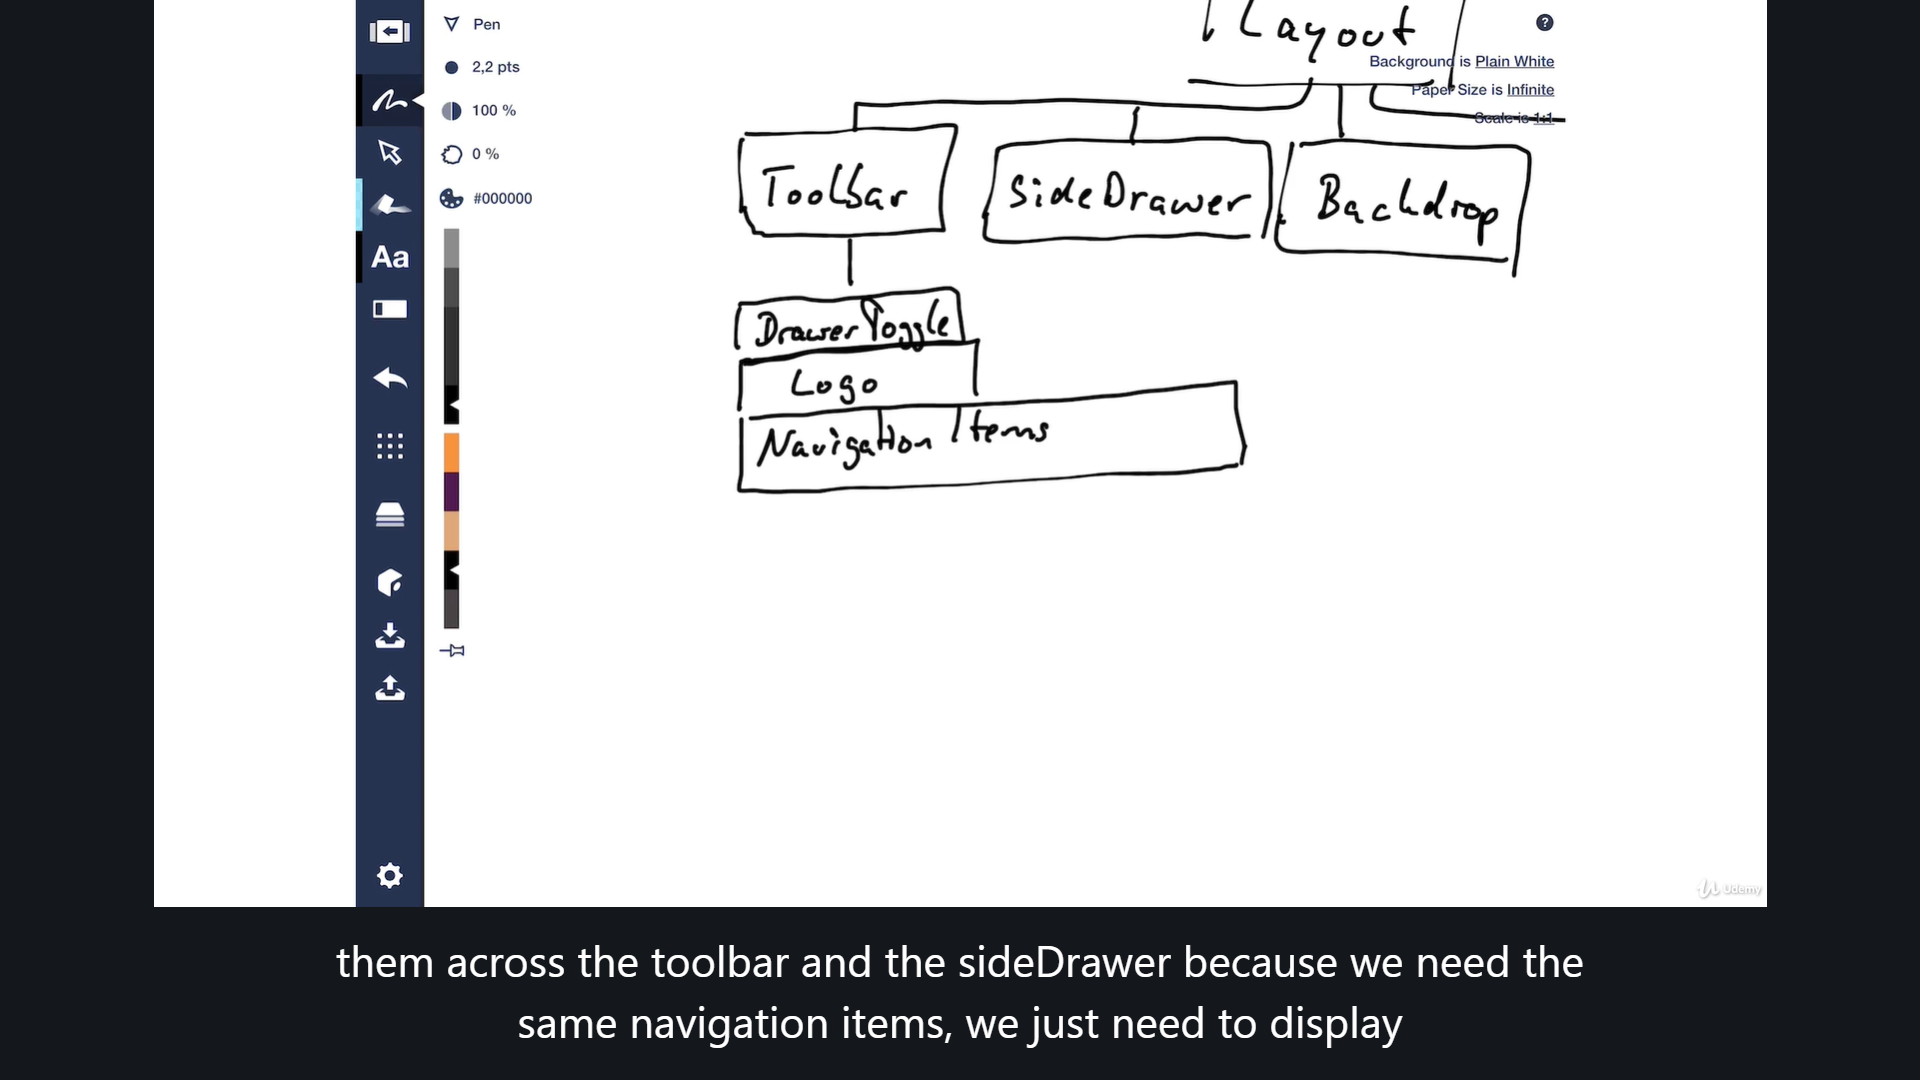 Pen
2,2 pts
100 %
0 %
#000000
Aa
Layout
?
Background is Plain White
Paper Size is Infinite
Scale is 1:1
Toolbar
SideDrawer
Backdrop
DrawerToggle
Logo
Navigation Items
Udemy
them across the toolbar and the sideDrawer because we need the
same navigation items, we just need to display